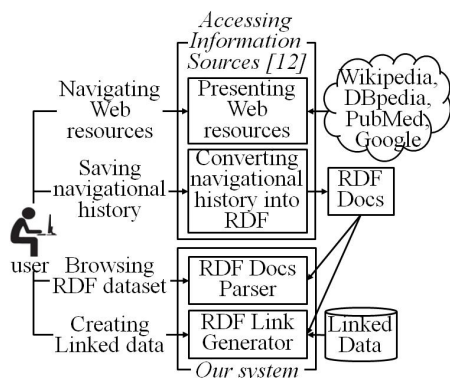 Accessing
Information
Sources [12]
Navigating
Web
resources
Presenting
Web
resources
Wikipedia,
DBpedia,
PubMed,
Google
Saving
navigational
history
Converting
navigational
history into
RDF
RDF
Docs
user
Browsing
RDF dataset
RDF Docs
Parser
Creating
Linked data
RDF Link
Generator
Linked
Data
Our system